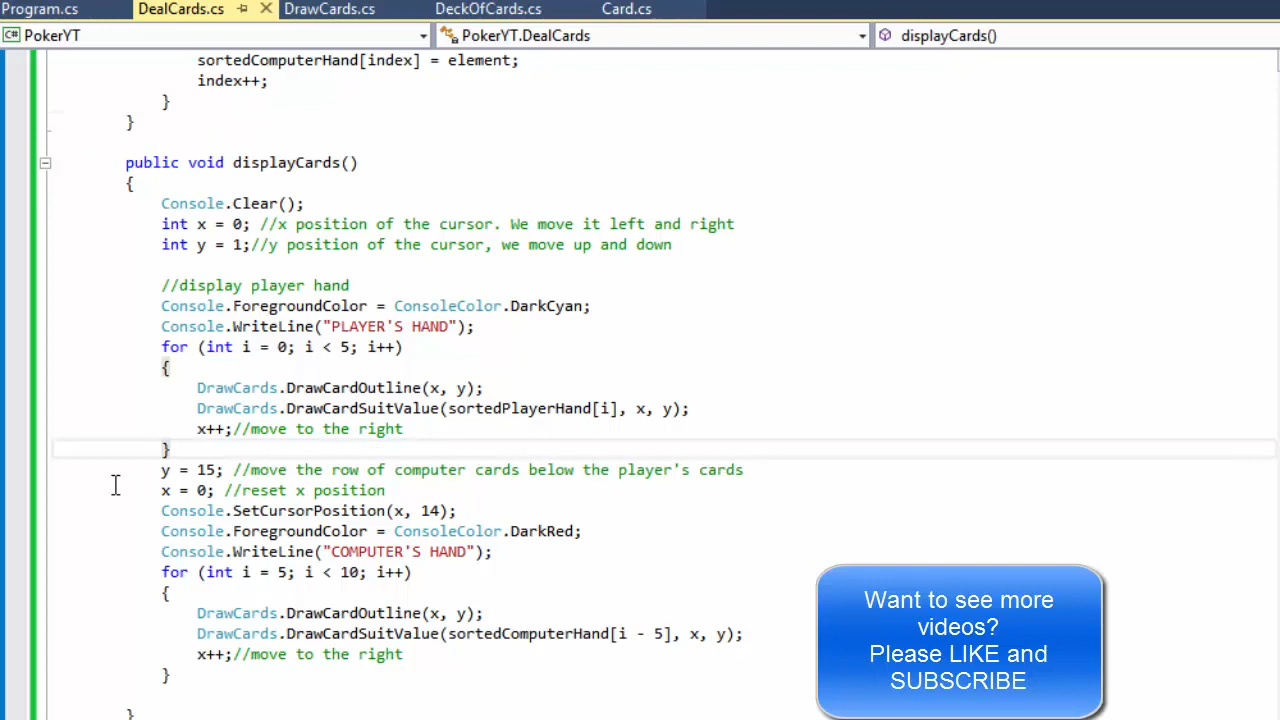 Program.cs DealCards.cs DrawCards.cs DeckOfCards.cs Card.cs
C# PokerYT PokerYT.DealCards displayCards()
sortedComputerHand[index] = element;
index++;
}
}
public void displayCards()
{
Console.Clear();
int x = 0; //x position of the cursor. We move it left and right
int y = 1;//y position of the cursor, we move up and down
//display player hand
Console.ForegroundColor = ConsoleColor.DarkCyan;
Console.WriteLine("PLAYER'S HAND");
for (int i = 0; i < 5; i++)
{
DrawCards.DrawCardOutline(x, y);
DrawCards.DrawCardSuitValue(sortedPlayerHand[i], x, y);
x++;//move to the right
}
y = 15; //move the row of computer cards below the player's cards
x = 0; //reset x position
Console.SetCursorPosition(x, 14);
Console.ForegroundColor = ConsoleColor.DarkRed;
Console.WriteLine("COMPUTER'S HAND");
for (int i = 5; i < 10; i++)
{
DrawCards.DrawCardOutline(x, y);
DrawCards.DrawCardSuitValue(sortedComputerHand[i - 5], x, y);
x++;//move to the right
}
}
Want to see more
videos?
Please LIKE and
SUBSCRIBE